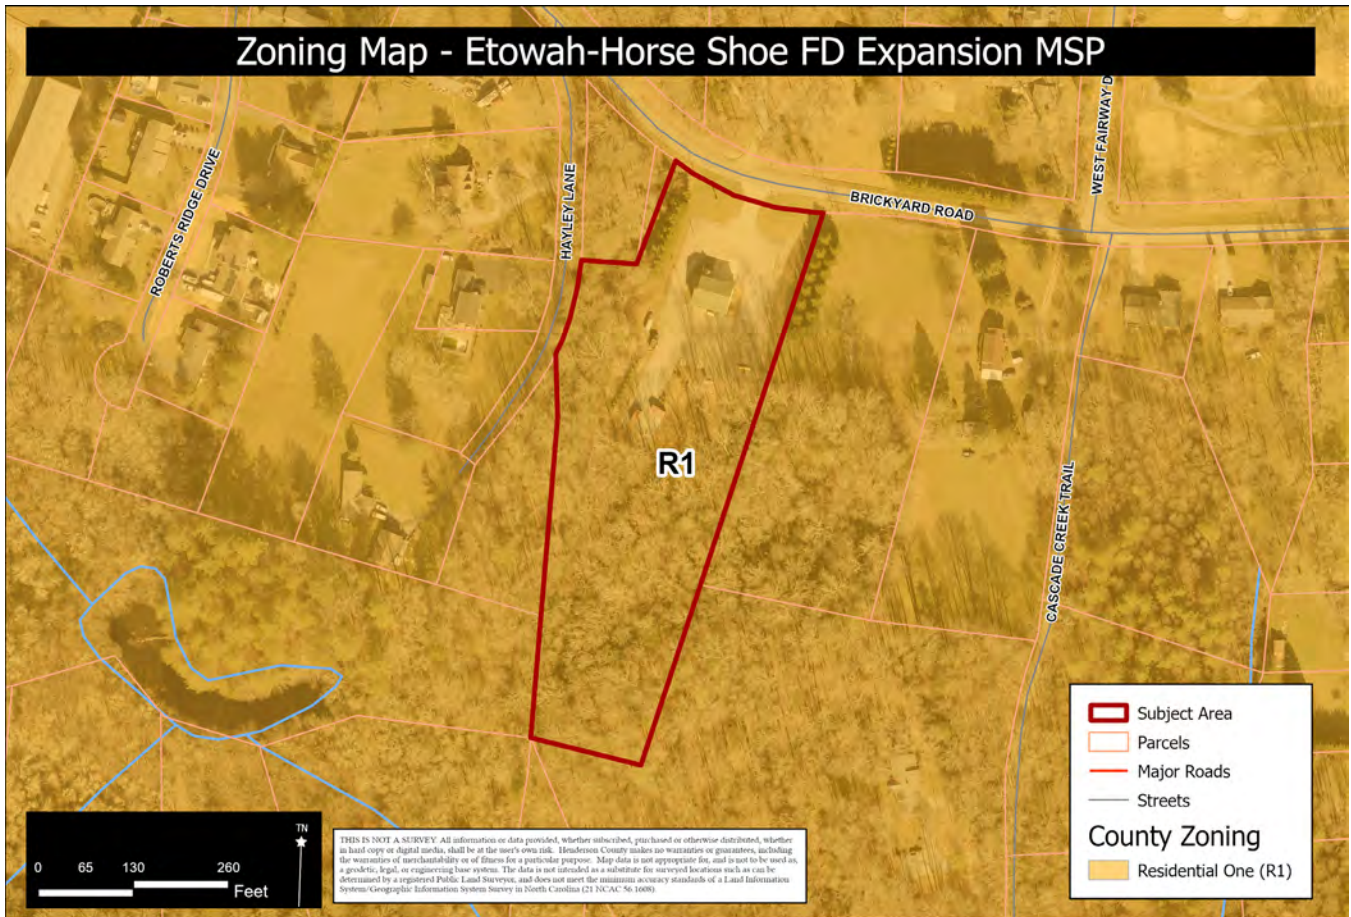 Zoning Map - Etowah-Horse Shoe FD Expansion MSP
ROBERTS RIDGE DRIVE
HAYLEY LANE
BRICKYARD ROAD
WEST FAIRWAY D
CASCADE CREEK TRAIL
R1
Subject Area
Parcels
Major Roads
Streets
County Zoning
Residential One (R1)
TN
0 65 130 260
Feet
THIS IS NOT A SURVEY. All information or data provided, whether subscribed, purchased or otherwise distributed, whether
in hard copy or digital media, shall be at the user's own risk. Henderson County makes no warranties or guarantees, including
the warranties of merchantability or of fitness for a particular purpose. Map data is not appropriate for, and is not to be used as,
a geodetic, legal, or engineering base system. The data is not intended as a substitute for surveyed locations such as can be
determined by a registered Public Land Surveyor, and does not meet the minimum accuracy standards of a Land Information
System/Geographic Information System Survey in North Carolina (21 NCAC 56.1608)